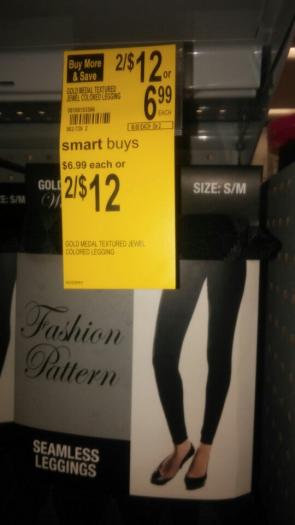 Buy More
& Save
2/$12 or
GOLD MEDAL TEXTURED
JEWEL COLORED LEGGING
6.99
EACH
smart buys
$6.99 each or
2/$12
GOLD MEDAL TEXTURED JEWEL
COLORED LEGGING
GOL
SIZE: S/M
E: S/M
Fashion
Pattern
SEAMLESS
LEGGINGS